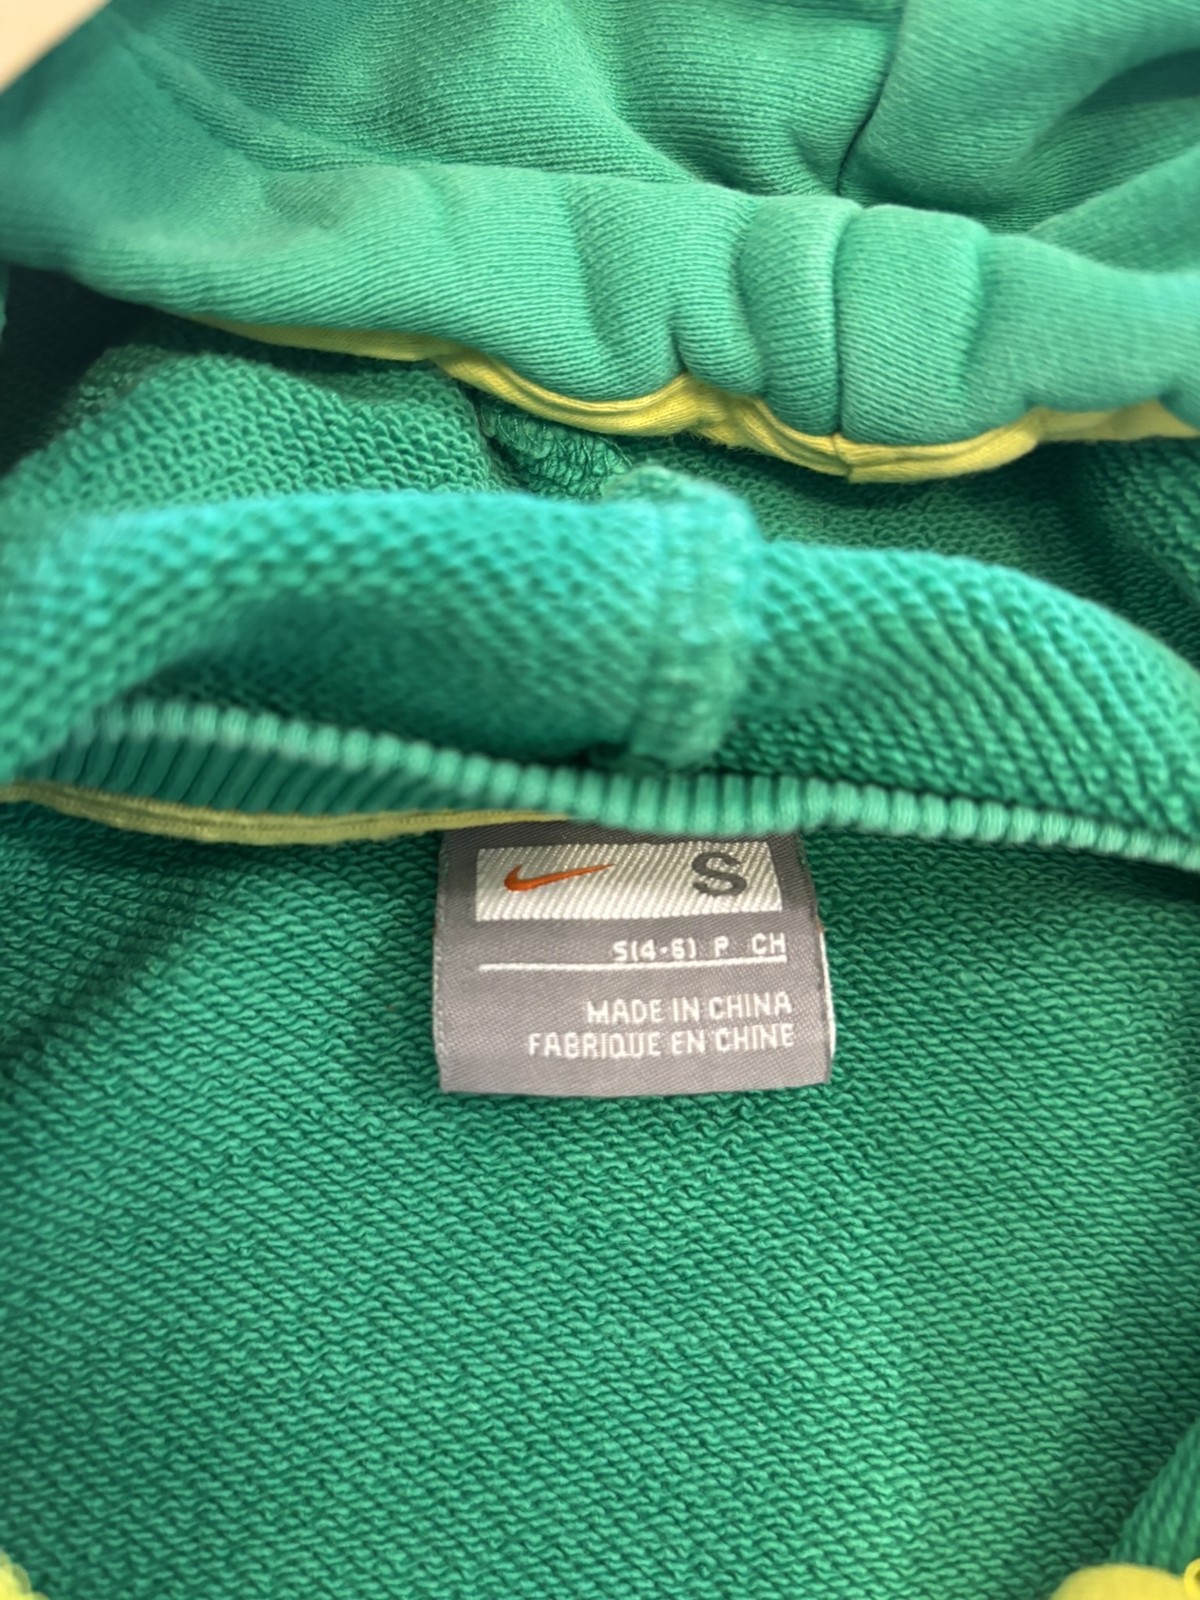 S
S(4-6) P CH
MADE IN CHINA
FABRIQUE EN CHINE